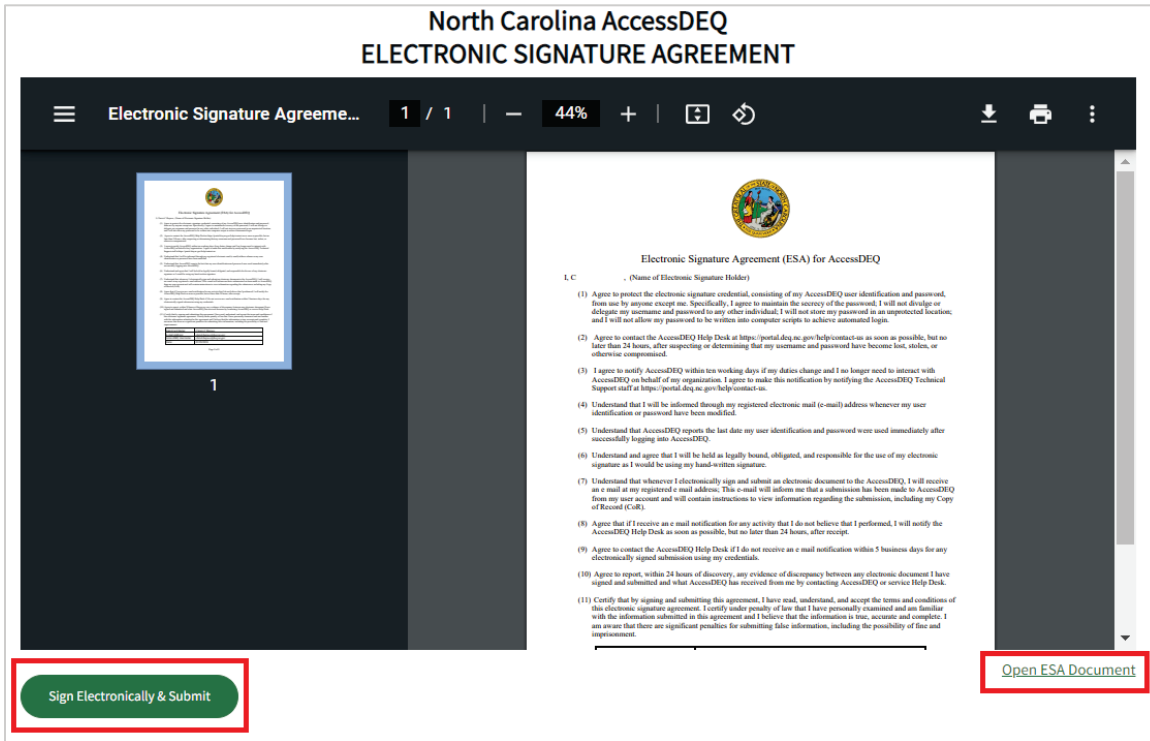 North Carolina AccessDEQ
ELECTRONIC SIGNATURE AGREEMENT
Electronic Signature Agreeme...
1 / 1
44%
1
Electronic Signature Agreement (ESA) for AccessDEQ
I, C , (Name of Electronic Signature Holder)
(1) Agree to protect the electronic signature credential, consisting of my AccessDEQ user identification and password,
from use by anyone except me. Specifically, I agree to maintain the secrecy of the password; I will not divulge or
delegate my username and password to any other individual; I will not store my password in an unprotected location;
and I will not allow my password to be written into computer scripts to achieve automated login.
(2) Agree to contact the AccessDEQ Help Desk at https://portal.deq.nc.gov/help/contact-us as soon as possible, but no
later than 24 hours, after suspecting or determining that my username and password have become lost, stolen, or
otherwise compromised.
(3) I agree to notify AccessDEQ within ten working days if my duties change and I no longer need to interact with
AccessDEQ on behalf of my organization. I agree to make this notification by notifying the AccessDEQ Technical
Support staff at https://portal.deq.nc.gov/help/contact-us.
(4) Understand that I will be informed through my registered electronic mail (e-mail) address whenever my user
identification or password have been modified.
(5) Understand that AccessDEQ reports the last date my user identification and password were used immediately after
successfully logging into AccessDEQ.
(6) Understand and agree that I will be held as legally bound, obligated, and responsible for the use of my electronic
signature as I would be using my hand-written signature.
(7) Understand that whenever I electronically sign and submit an electronic document to the AccessDEQ, I will receive
an e mail at my registered e mail address; This e-mail will inform me that a submission has been made to AccessDEQ
from my user account and will contain instructions to view information regarding the submission, including my Copy
of Record (CoR).
(8) Agree that if I receive an e mail notification for any activity that I do not believe that I performed, I will notify the
AccessDEQ Help Desk as soon as possible, but no later than 24 hours, after receipt.
(9) Agree to contact the AccessDEQ Help Desk if I do not receive an e mail notification within 5 business days for any
electronically signed submission using my credentials.
(10) Agree to report, within 24 hours of discovery, any evidence of discrepancy between any electronic document I have
signed and submitted and what AccessDEQ has received from me by contacting AccessDEQ or service Help Desk.
(11) Certify that by signing and submitting this agreement, I have read, understand, and accept the terms and conditions of
this electronic signature agreement. I certify under penalty of law that I have personally examined and am familiar
with the information submitted in this agreement and I believe that the information is true, accurate and complete. I
am aware that there are significant penalties for submitting false information, including the possibility of fine and
imprisonment.
Sign Electronically & Submit
Open ESA Document